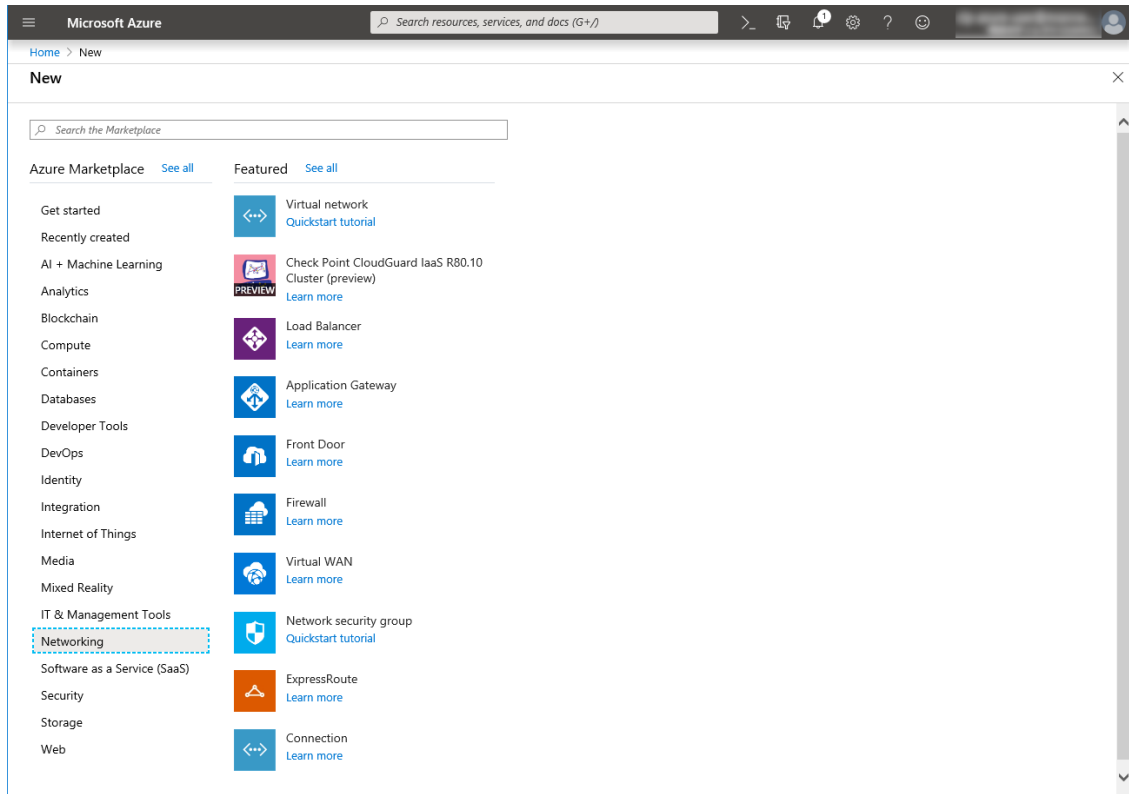 Microsoft Azure
Search resources, services, and docs (G+/)
1
Home > New
New
Search the Marketplace
Azure Marketplace See all
Get started
Recently created
AI + Machine Learning
Analytics
Blockchain
Compute
Containers
Databases
Developer Tools
DevOps
Identity
Integration
Internet of Things
Media
Mixed Reality
IT & Management Tools
Networking
Software as a Service (SaaS)
Security
Storage
Web
Featured See all
Virtual network
Quickstart tutorial
PREVIEW
Check Point CloudGuard IaaS R80.10
Cluster (preview)
Learn more
Load Balancer
Learn more
Application Gateway
Learn more
Front Door
Learn more
Firewall
Learn more
Virtual WAN
Learn more
Network security group
Quickstart tutorial
ExpressRoute
Learn more
Connection
Learn more